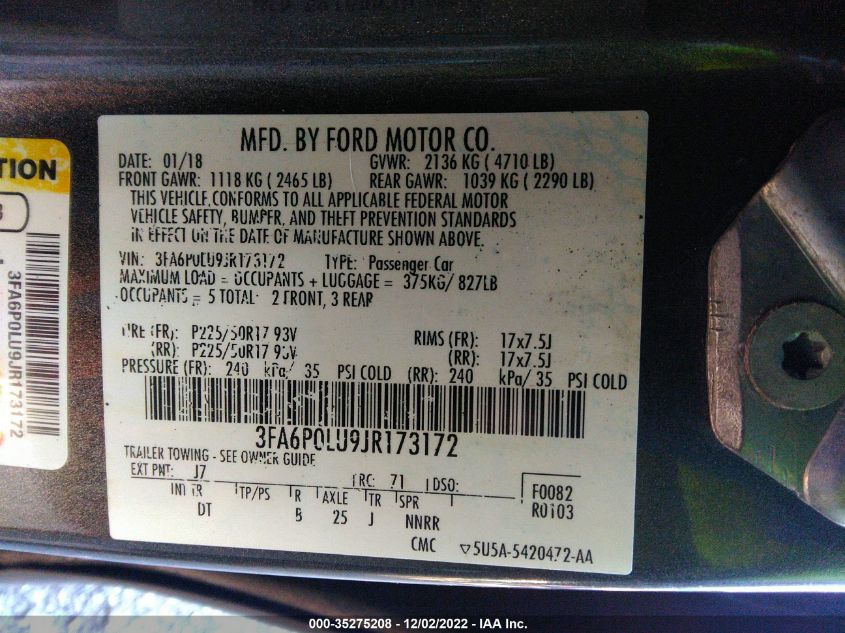 MFD. BY FORD MOTOR CO.
DATE: 01/18 GVWR: 2136 KG ( 4710 LB)
FRONT GAWR: 1118 KG ( 2465 LB) REAR GAWR: 1039 KG ( 2290 LB)
THIS VEHICLE CONFORMS TO ALL APPLICABLE FEDERAL MOTOR
VEHICLE SAFETY, BUMPER, AND THEFT PREVENTION STANDARDS
IN EFFECT ON THE DATE OF MANUFACTURE SHOWN ABOVE.
VIN: 3FA6P0LU9JR173172 TYPE: Passenger Car
MAXIMUM LOAD = OCCUPANTS + LUGGAGE = 375KG/ 827LB
OCCUPANTS = 5 TOTAL: 2 FRONT, 3 REAR
TIRE (FR): P225/50R17 93V RIMS (FR): 17x7.5J
(RR): P225/50R17 93V (RR): 17x7.5J
PRESSURE (FR): 240 kPa/ 35 PSI COLD (RR): 240 kPa/ 35 PSI COLD
3FA6P0LU9JR173172
TRAILER TOWING - SEE OWNER GUIDE
EXT PNT: J7 RC: 71 DSO: F0082
INT TR TP/PS R AXLE TR SPR R0103
DT B 25 J NNRR
CMC ▽5U5A-5420472-AA
TION
3FA6P0LU9JR173172
000-35275208 - 12/02/2022 - IAA Inc.